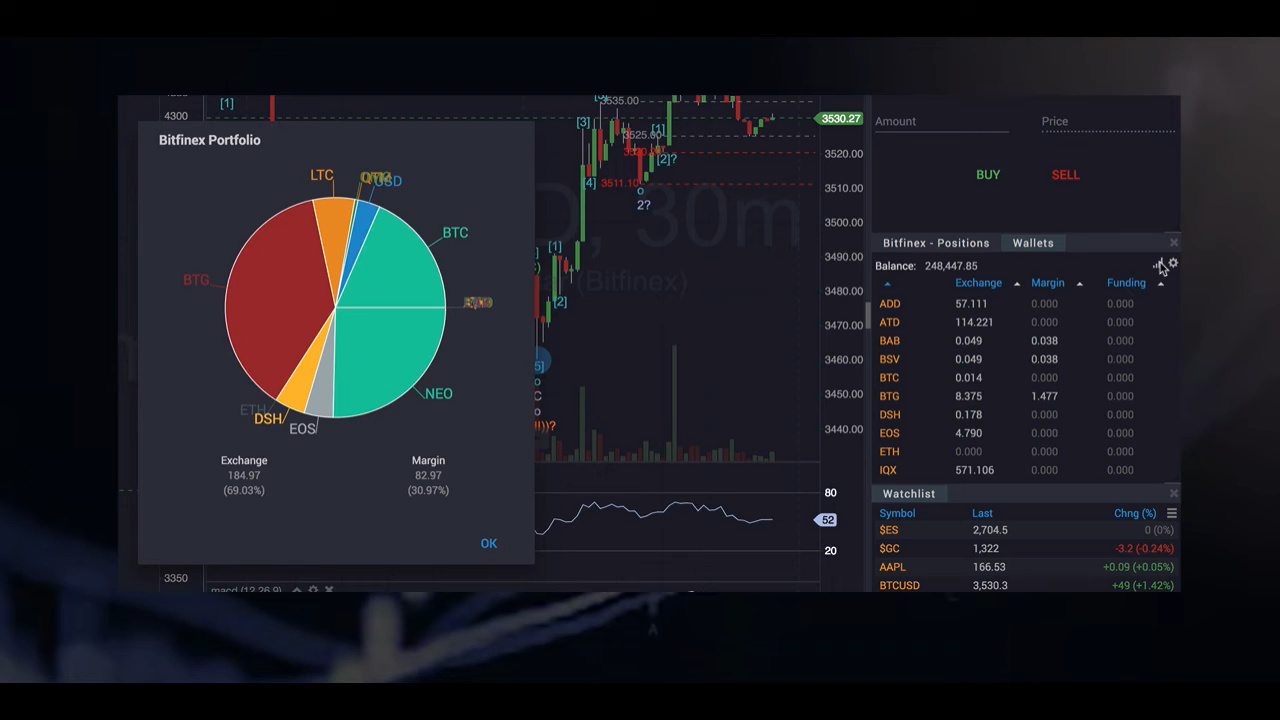 Bitfinex Portfolio
LTC
USD
BTC
BTG
NEO
ETH
DSH
EOS
Exchange
184.97
(69.03%)
Margin
82.97
(30.97%)
OK
[1]
4300
3350
[3]
[4]
[1]
[2]
[1]
[2]?
2?
3535.00
3525.00
3511.10
30m
(Bitfinex)
3530.27
3520.00
3510.00
3500.00
3490.00
3480.00
3470.00
3460.00
3450.00
3440.00
80
52
20
macd (12,26,9)
A
Amount
Price
BUY
SELL
Bitfinex - Positions
Wallets
Balance: 248,447.85
Exchange Margin Funding
ADD 57.111 0.000 0.000
ATD 114.221 0.000 0.000
BAB 0.049 0.038 0.000
BSV 0.049 0.038 0.000
BTC 0.014 0.000 0.000
BTG 8.375 1.477 0.000
DSH 0.178 0.000 0.000
EOS 4.790 0.000 0.000
ETH 0.000 0.000 0.000
IQX 571.106 0.000 0.000
Watchlist
Symbol Last Chng (%)
$ES 2,704.5 0 (0%)
$GC 1,322 -3.2 (-0.24%)
AAPL 166.53 +0.09 (+0.05%)
BTCUSD 3,530.3 +49 (+1.42%)